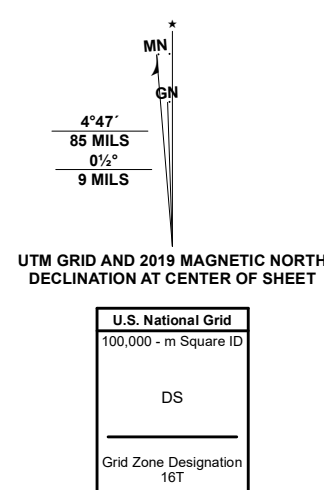 ★
MN
GN
4°47´
85 MILS
0½°
9 MILS
UTM GRID AND 2019 MAGNETIC NORTH
DECLINATION AT CENTER OF SHEET
U.S. National Grid
100,000 - m Square ID
DS
Grid Zone Designation
16T